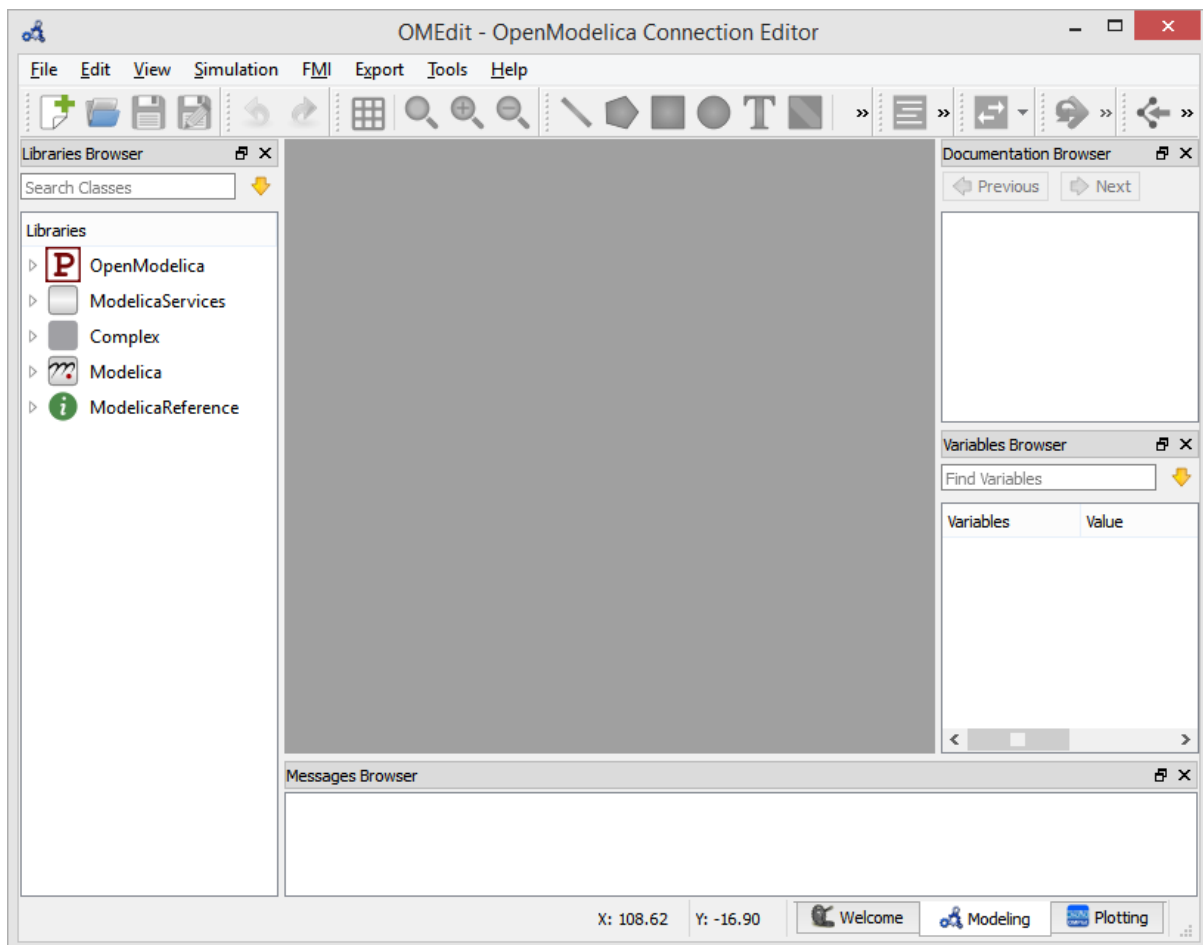 OMEdit - OpenModelica Connection Editor
File Edit View Simulation FMI Export Tools Help
T
Libraries Browser
Search Classes
Libraries
P OpenModelica
ModelicaServices
Complex
Modelica
i ModelicaReference
Documentation Browser
Previous Next
Variables Browser
Find Variables
Variables Value
Messages Browser
X: 108.62 Y: -16.90 Welcome Modeling Plotting